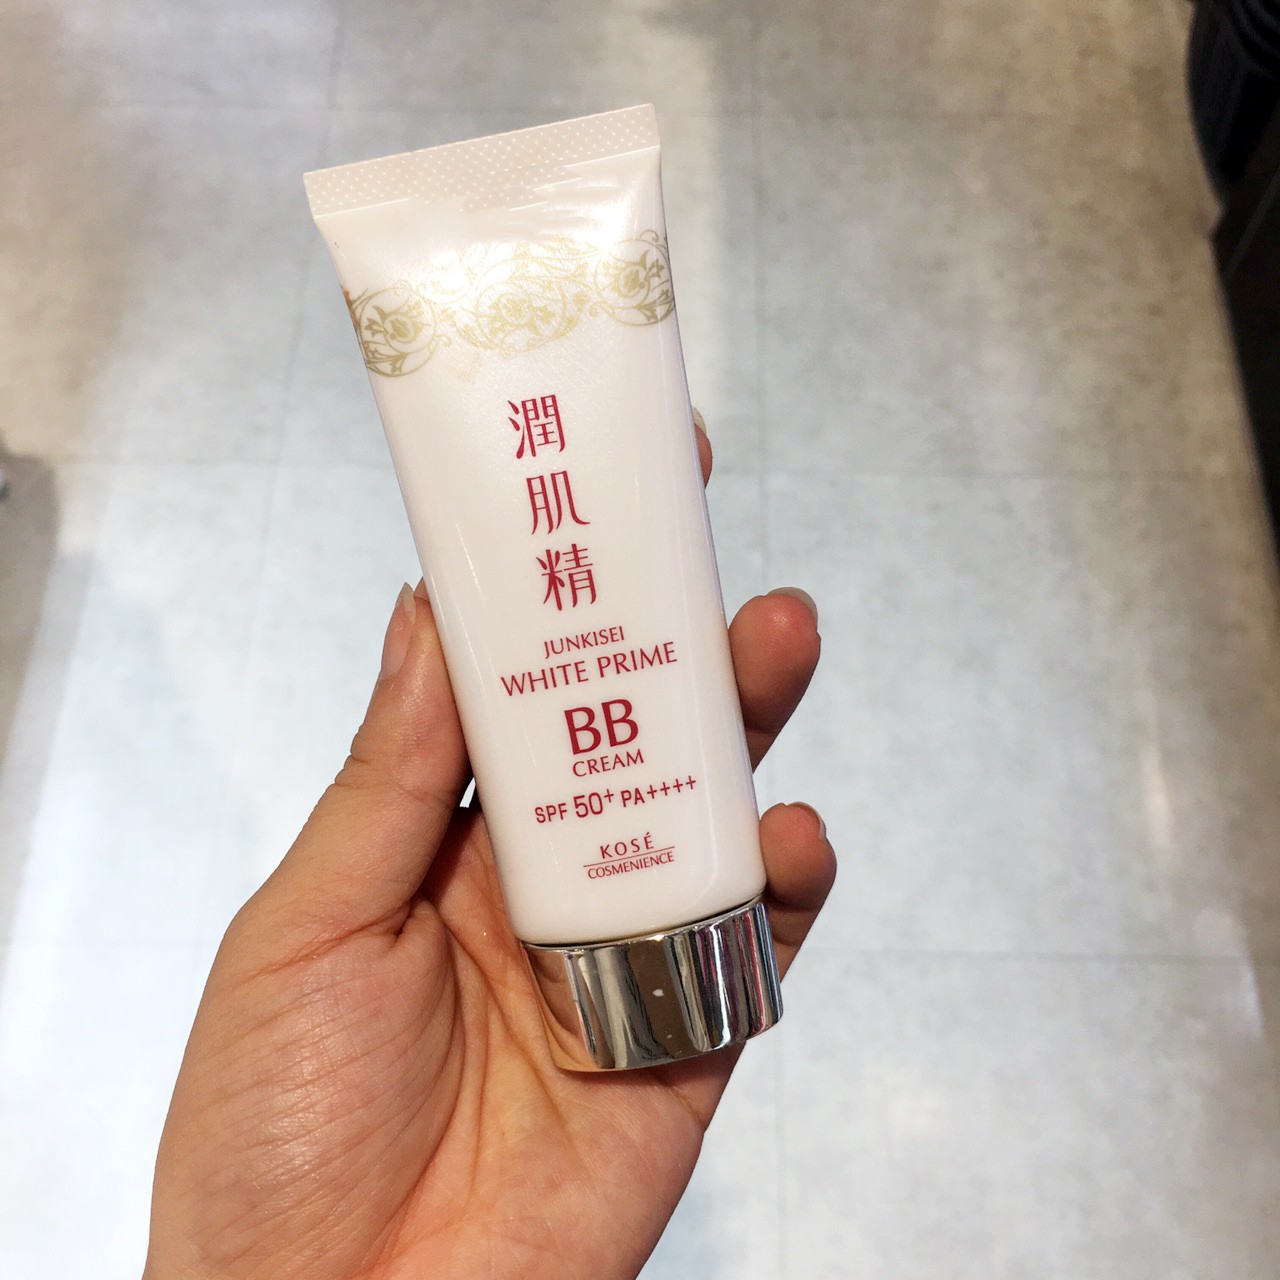 潤肌精
JUNKISEI
WHITE PRIME
BB
CREAM
SPF 50+ PA++++
KOSÉ
COSMENIENCE